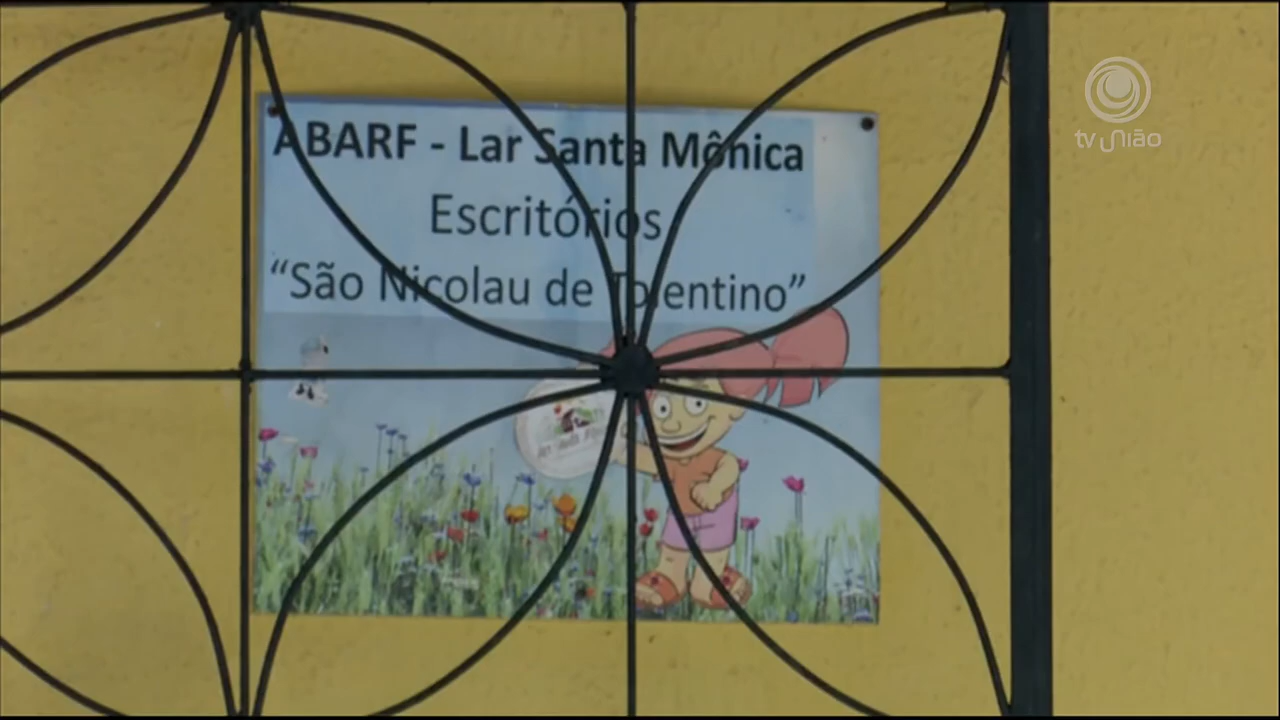 ABARF - Lar Santa Mônica
Escritórios
“São Nicolau de Tolentino”
tv União